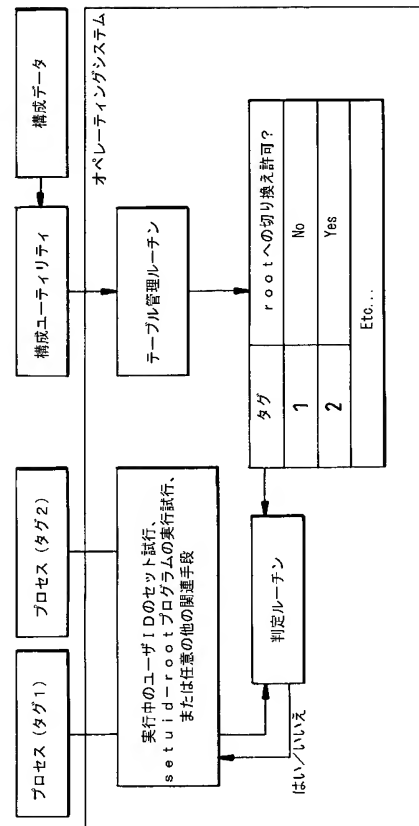 プロセス(タグ1)
プロセス(タグ2)
構成ユーティリティ
構成データ
オペレーティングシステム
実行中のユーザIDのセット試行、
setuid-rootプログラムの実行試行、
または任意の他の関連手段
テーブル管理ルーチン
はい/いいえ
判定ルーチン
タグ
rootへの切り換え許可?
1
No
2
Yes
Etc...